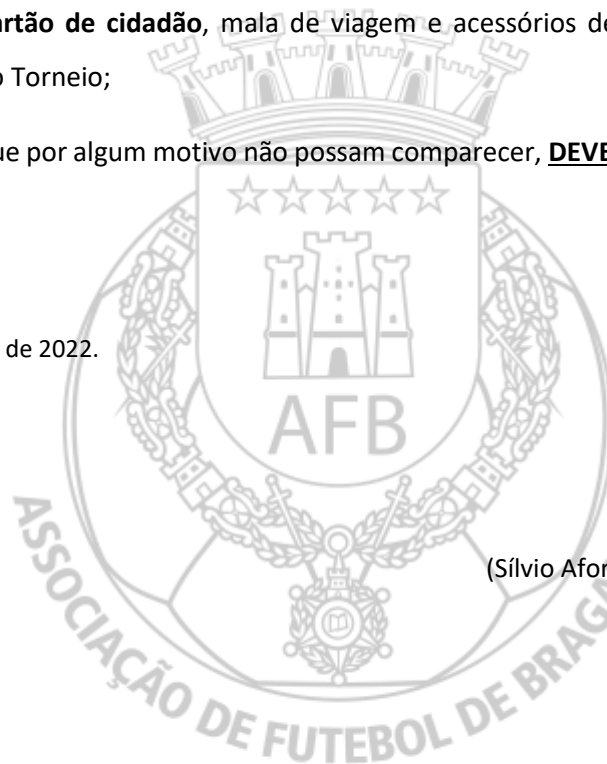 artão de cidadão, mala de viagem e acessórios de
o Torneio;
ue por algum motivo não possam comparecer, DEVE
de 2022.
AFB
(Sílvio Afon
ASSOCIAÇÃO DE FUTEBOL DE BRAG